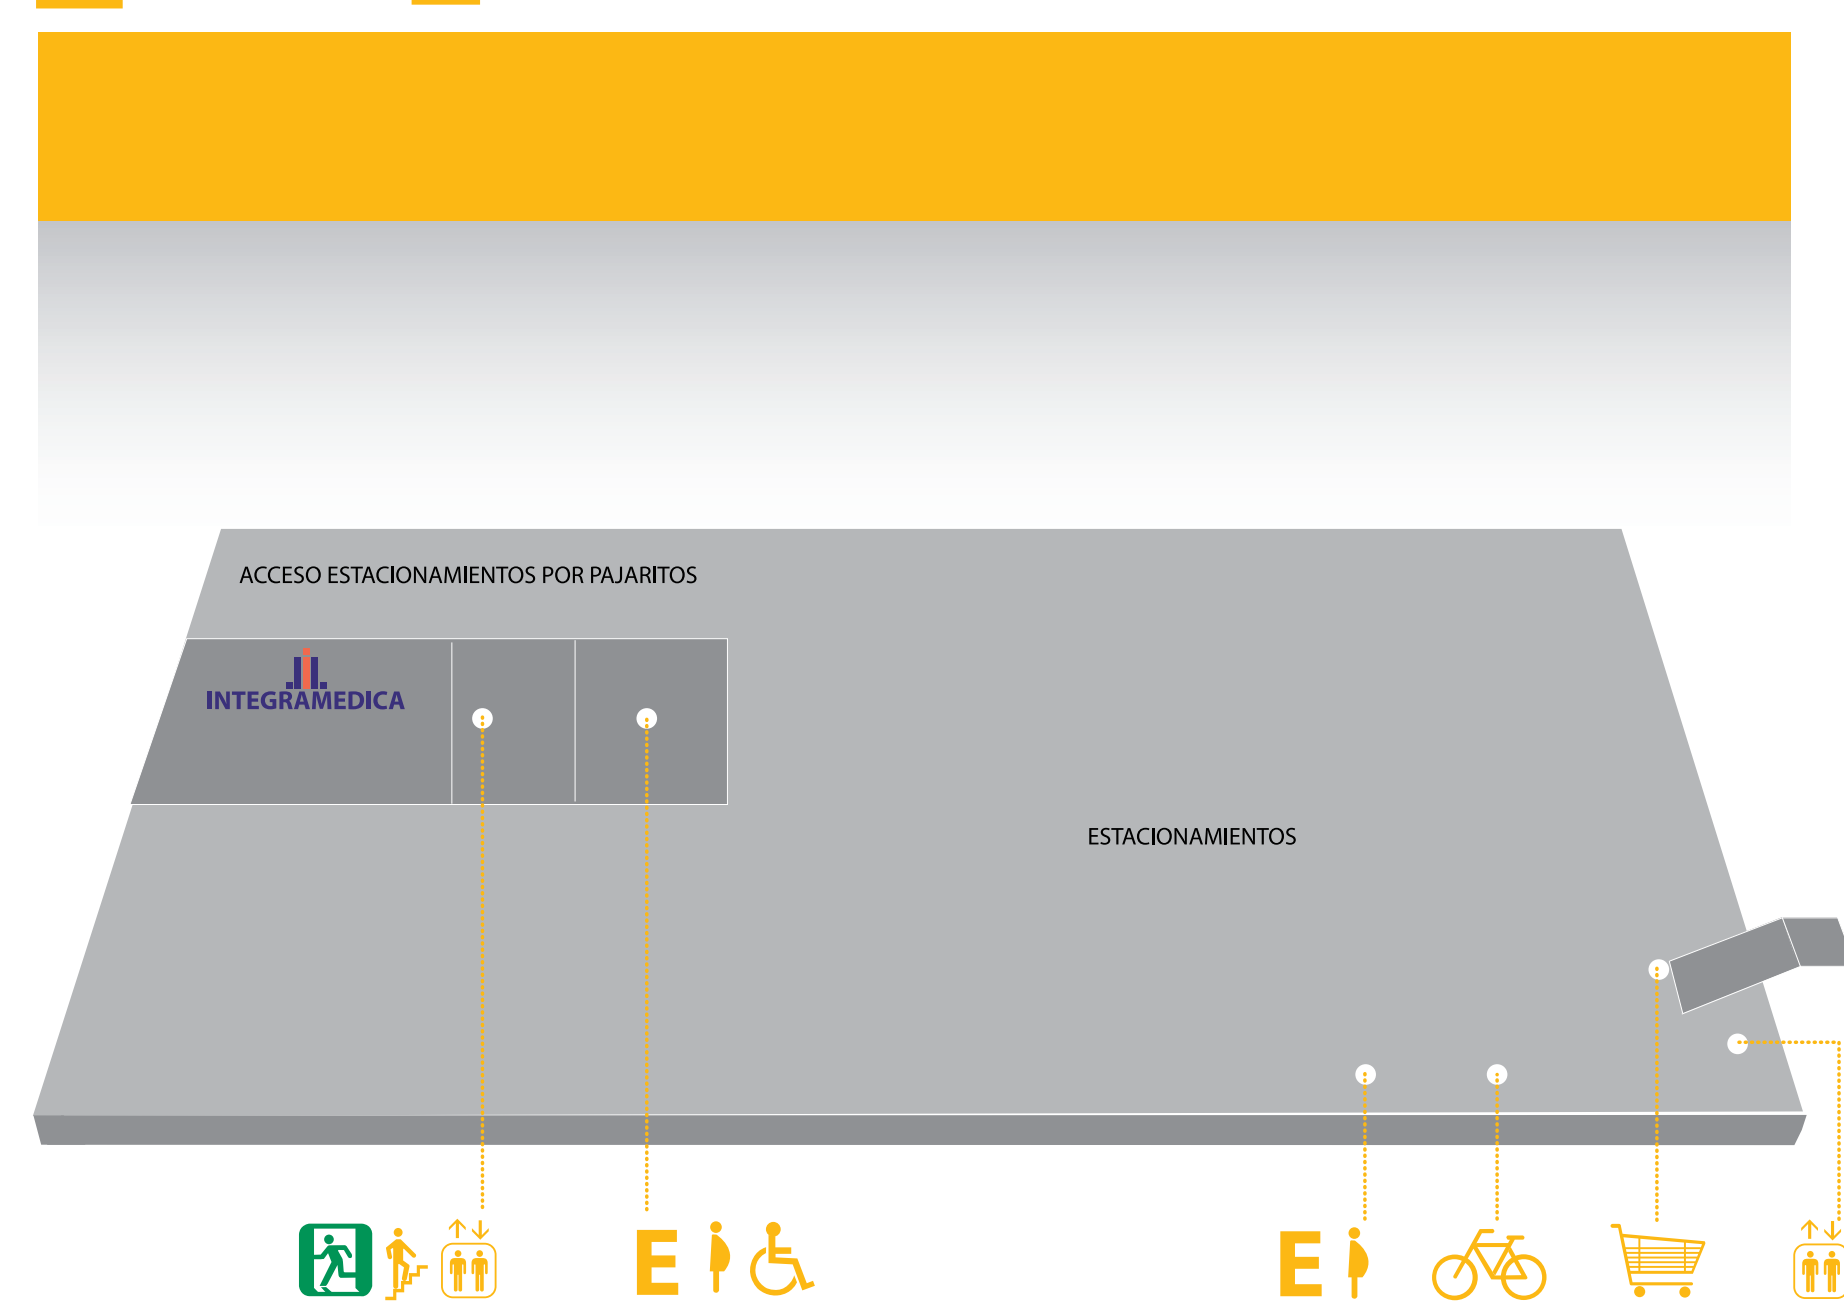 ACCESO ESTACIONAMIENTOS POR PAJARITOS
INTEGRAMEDICA
ESTACIONAMIENTOS
E
E